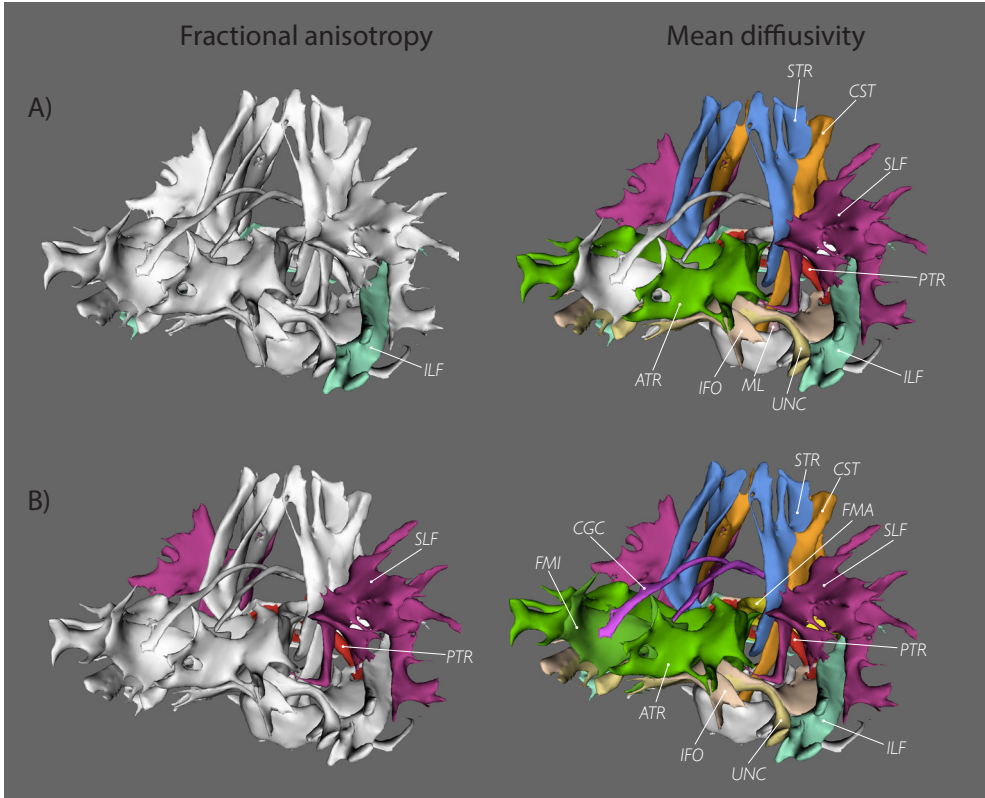 Fractional anisotropy
Mean diffusivity
A)
STR
CST
SLF
PTR
ILF
ATR
IFO
ML
UNC
ILF
B)
STR
CST
FMA
SLF
CGC
FMI
SLF
PTR
PTR
ATR
IFO
UNC
ILF